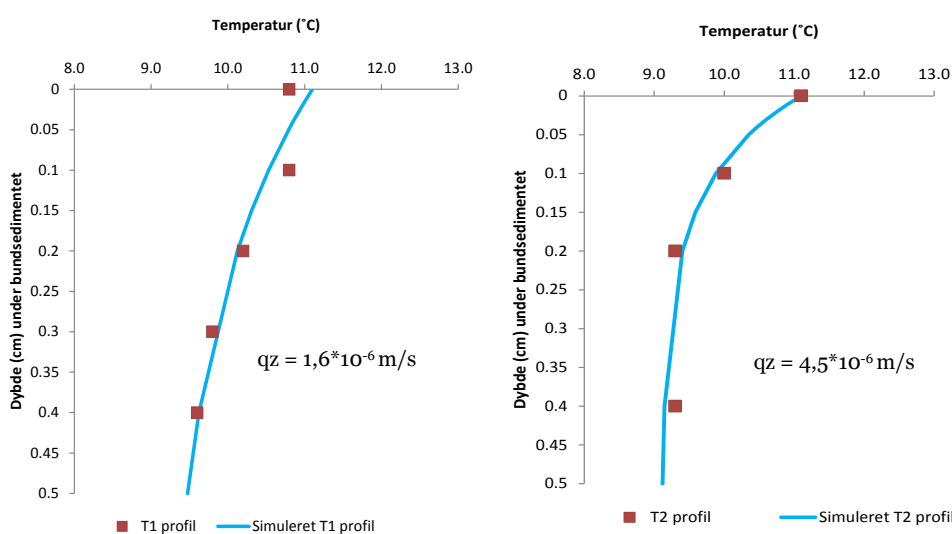 Temperatur (°C)
8.0 9.0 10.0 11.0 12.0 13.0
0
0.05
0.1
0.15
0.2
0.25
0.3
0.35
0.4
0.45
0.5
Dybde (cm) under bundsedimentet
qz = 1,6*10⁻⁶ m/s
T1 profil Simuleret T1 profil
Temperatur (°C)
8.0 9.0 10.0 11.0 12.0 13.0
0
0.05
0.1
0.15
0.2
0.25
0.3
0.35
0.4
0.45
0.5
Dybde (cm) under bundsedimentet
qz = 4,5*10⁻⁶ m/s
T2 profil Simuleret T2 profil